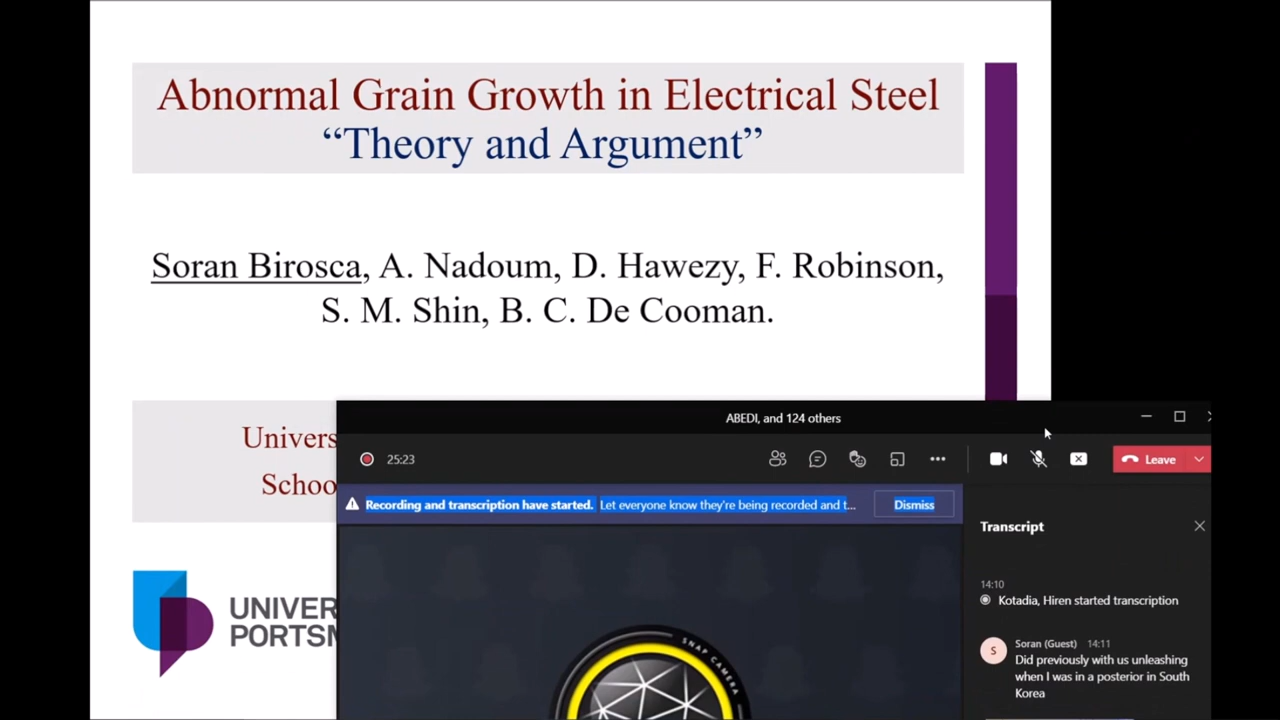 Abnormal Grain Growth in Electrical Steel
“Theory and Argument”
Soran Birosca, A. Nadoum, D. Hawezy, F. Robinson,
S. M. Shin, B. C. De Cooman.
Univers
Schoo
UNIVER
PORTSM
ABEDI, and 124 others
25:23
Leave
Recording and transcription have started. Let everyone know they're being recorded and t...
Dismiss
Transcript
14:10
Kotadia, Hiren started transcription
S
Soran (Guest) 14:11
Did previously with us unleashing
when I was in a posterior in South
Korea
SNAP CAMERA